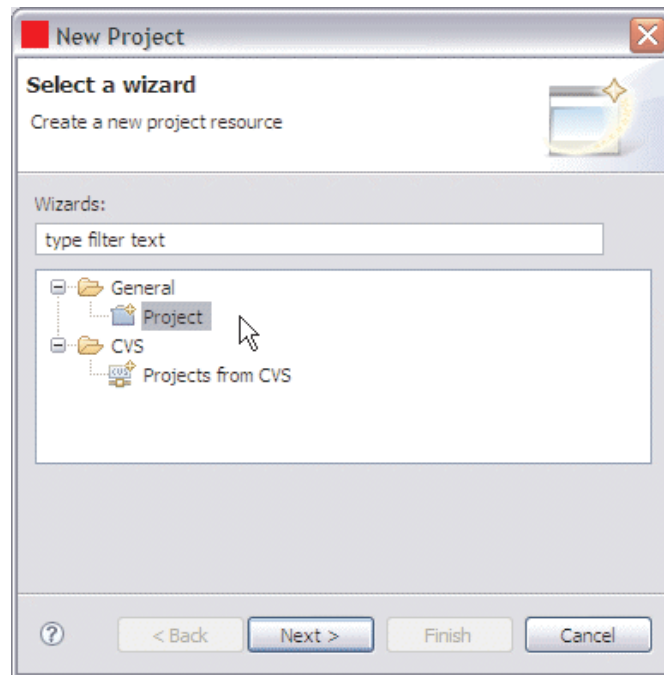 New Project
Select a wizard
Create a new project resource
Wizards:
type filter text
General
Project
CVS
CVS
Projects from CVS
?
< Back
Next >
Finish
Cancel